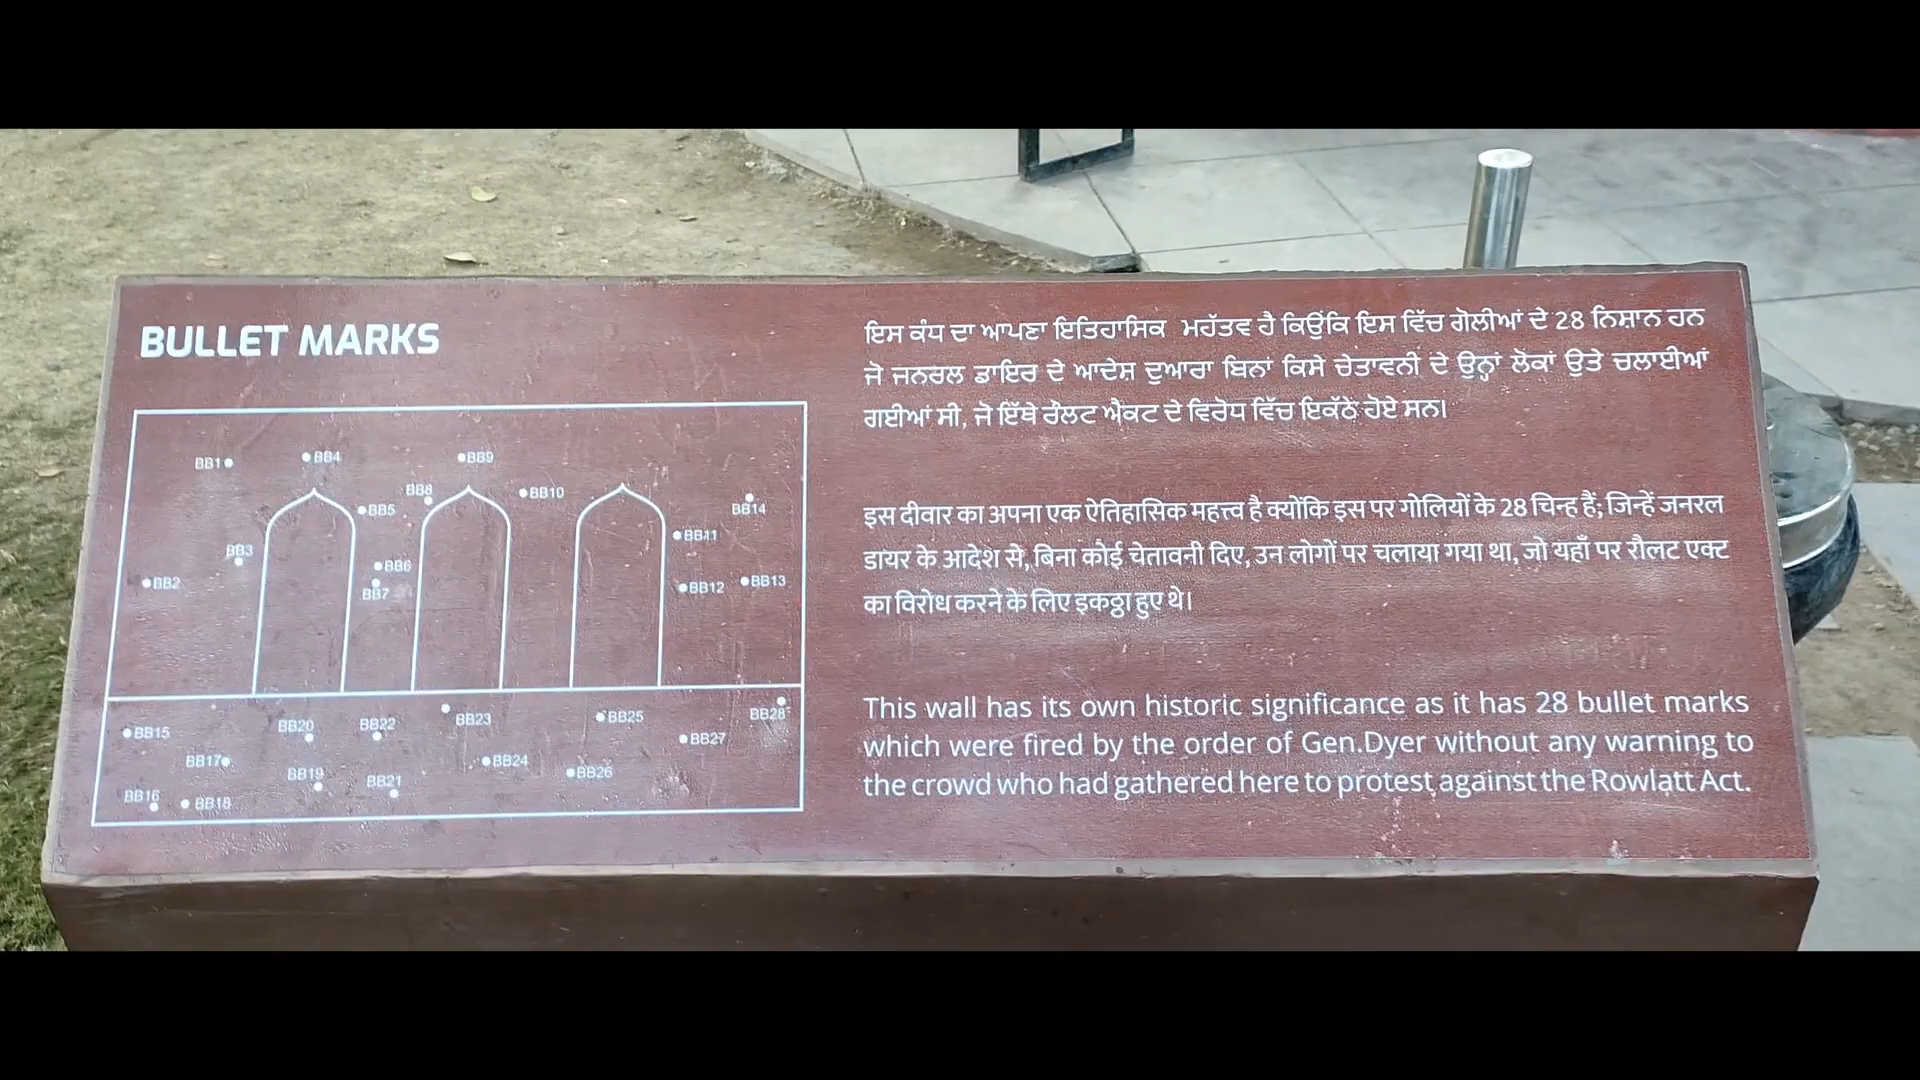 BULLET MARKS
BB1
BB4
BB9
BB8
BB10
BB5
BB14
BB11
BB3
BB6
BB2
BB7
BB12
BB13
BB15
BB20
BB22
BB23
BB25
BB28
BB27
BB17
BB19
BB24
BB26
BB21
BB16
BB18
ਇਸ ਕੰਧ ਦਾ ਆਪਣਾ ਇਤਿਹਾਸਿਕ ਮਹੱਤਵ ਹੈ ਕਿਉਂਕਿ ਇਸ ਵਿੱਚ ਗੋਲੀਆਂ ਦੇ 28 ਨਿਸ਼ਾਨ ਹਨ
ਜੋ ਜਨਰਲ ਡਾਇਰ ਦੇ ਆਦੇਸ਼ ਦੁਆਰਾ ਬਿਨਾਂ ਕਿਸੇ ਚੇਤਾਵਨੀ ਦੇ ਉਨ੍ਹਾਂ ਲੋਕਾਂ ਉਤੇ ਚਲਾਈਆਂ
ਗਈਆਂ ਸੀ, ਜੋ ਇੱਥੇ ਰੌਲਟ ਐਕਟ ਦੇ ਵਿਰੋਧ ਵਿੱਚ ਇਕੱਠੇ ਹੋਏ ਸਨ।
इस दीवार का अपना एक ऐतिहासिक महत्त्व है क्योंकि इस पर गोलियों के 28 चिन्ह हैं; जिन्हें जनरल
डायर के आदेश से, बिना कोई चेतावनी दिए, उन लोगों पर चलाया गया था, जो यहाँ पर रौलट एक्ट
का विरोध करने के लिए इकठ्ठा हुए थे।
This wall has its own historic significance as it has 28 bullet marks
which were fired by the order of Gen.Dyer without any warning to
the crowd who had gathered here to protest against the Rowlatt Act.